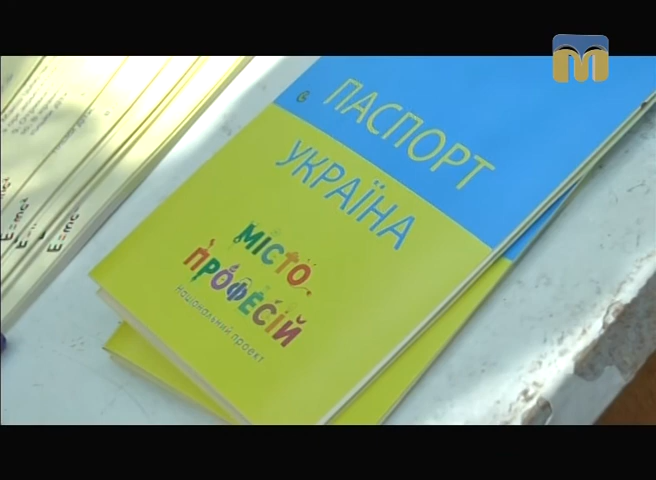 ПАСПОРТ
УКРАЇНА
МІСТО
ПРОФЕСІЙ
національний проект